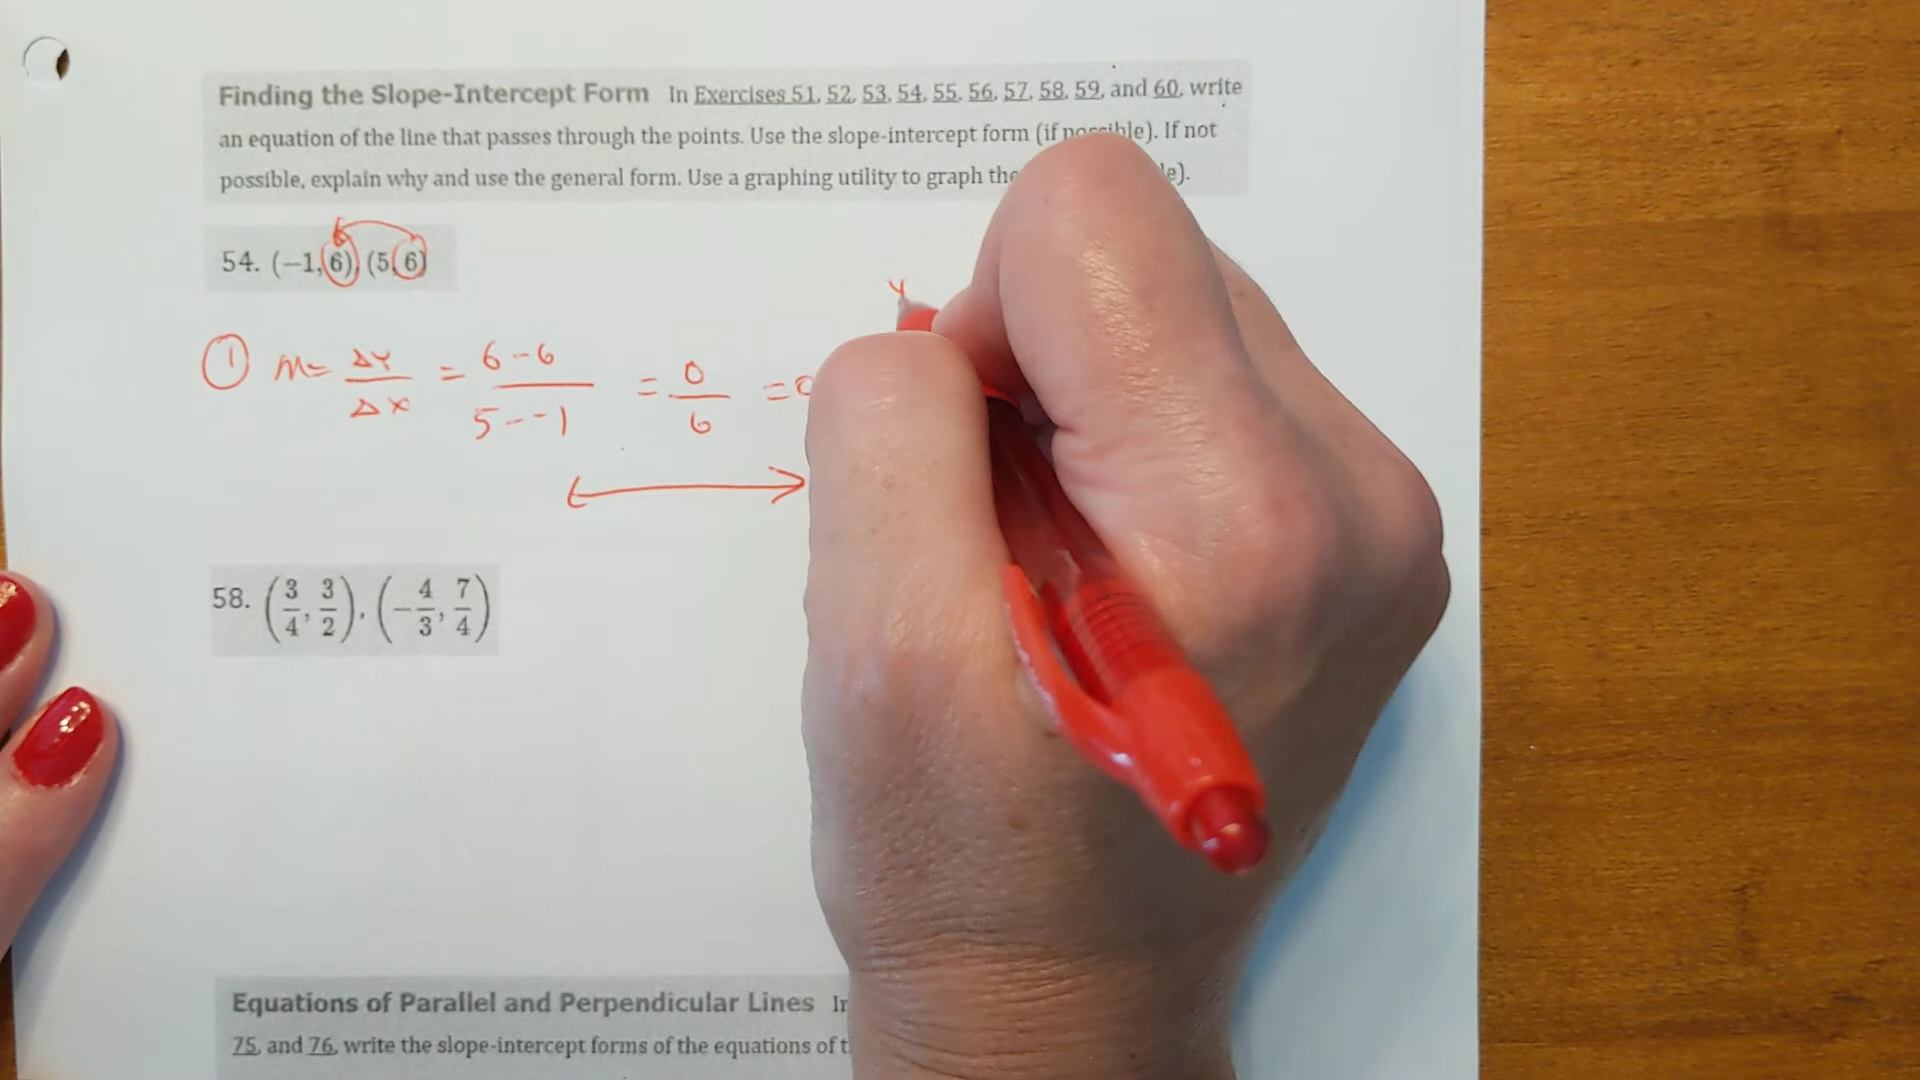 Finding the Slope-Intercept Form In Exercises 51, 52, 53, 54, 55, 56, 57, 58, 59, and 60, write
an equation of the line that passes through the points. Use the slope-intercept form (if possible). If not
possible, explain why and use the general form. Use a graphing utility to graph the
54. (−1, 6), (5, 6)
① m = ΔY/ΔX = 6-6/5--1 = 0/6 = 0
58. (3/4, 3/2), (−4/3, 7/4)
Equations of Parallel and Perpendicular Lines
75, and 76, write the slope-intercept forms of the equations of